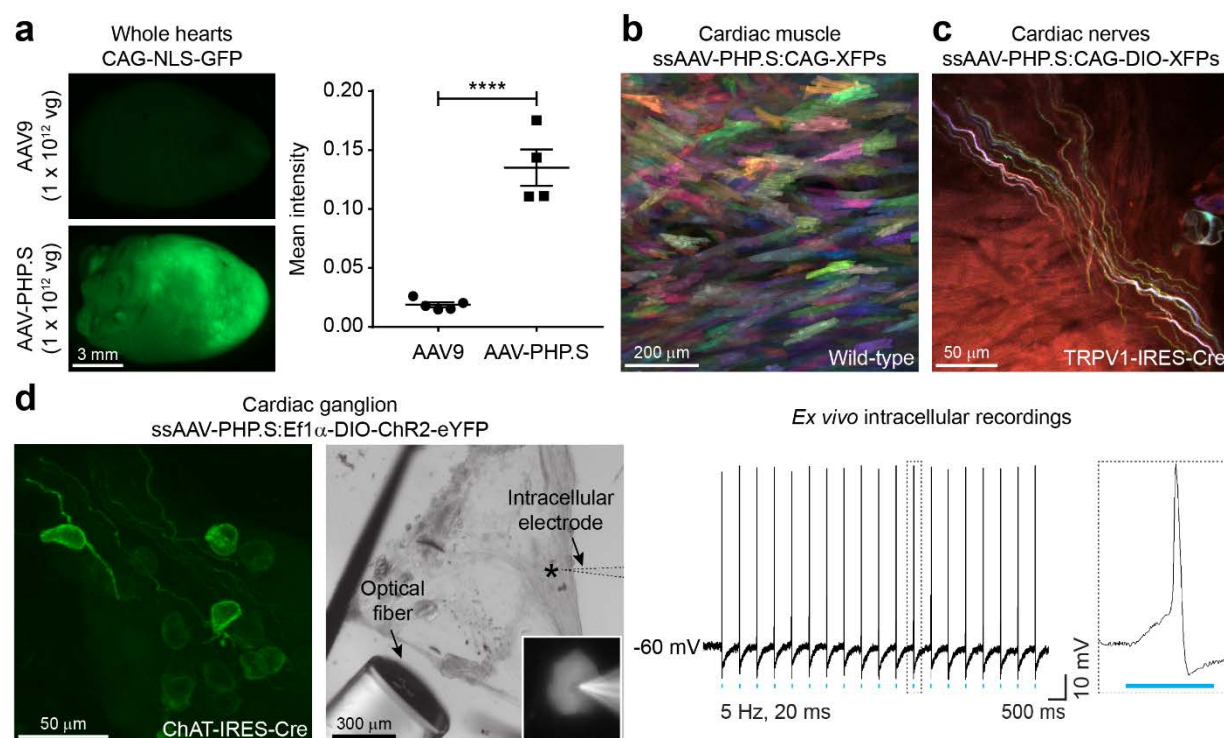 a
Whole hearts
CAG-NLS-GFP
AAV9
(1 x 10¹² vg)
AAV-PHP.S
(1 x 10¹² vg)
3 mm
Mean intensity
0.20
0.15
0.10
0.05
0.00
****
AAV9
AAV-PHP.S
b
Cardiac muscle
ssAAV-PHP.S:CAG-XFPs
200 μm
Wild-type
c
Cardiac nerves
ssAAV-PHP.S:CAG-DIO-XFPs
50 μm
TRPV1-IRES-Cre
d
Cardiac ganglion
ssAAV-PHP.S:Ef1α-DIO-ChR2-eYFP
50 μm
ChAT-IRES-Cre
Intracellular
electrode
*
Optical
fiber
300 μm
Ex vivo intracellular recordings
-60 mV
5 Hz, 20 ms
10 mV
500 ms